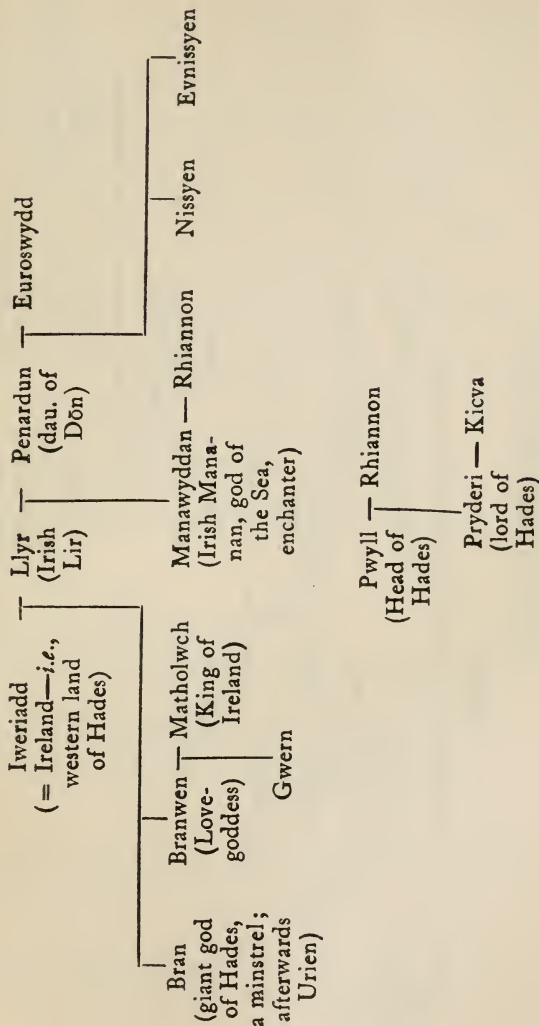 Iweriadd — Llyr — Penardun — Euroswydd
(= Ireland—i.e.,
western land
of Hades)
(Irish
Lir)
(dau. of
Dōn)
Bran
(giant god
of Hades,
a minstrel;
afterwards
Urien)
Branwen — Matholwch
(Love-
goddess)
(King of
Ireland)
Gwern
Manawyddan — Rhiannon
(Irish Mana-
nan, god of
the Sea,
enchanter)
Nissyen
Evnissyen
Pwyll — Rhiannon
(Head of
Hades)
Pryderi — Kicva
(lord of
Hades)